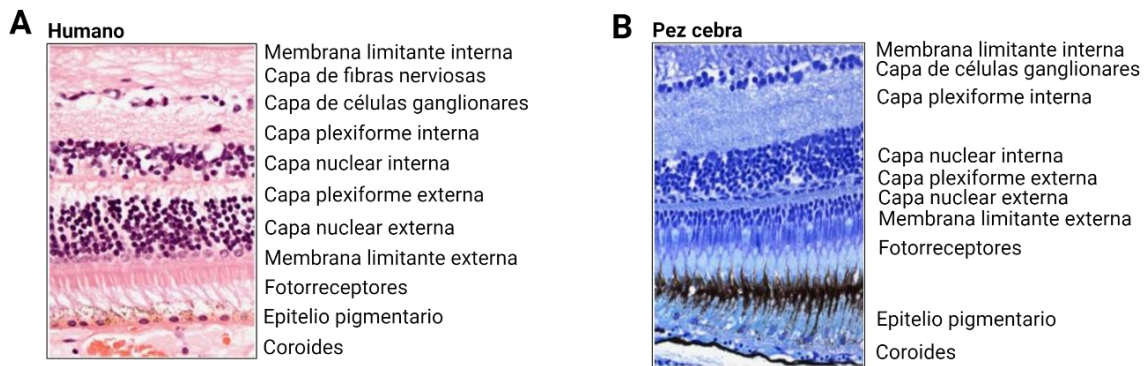 A
Humano
Membrana limitante interna
Capa de fibras nerviosas
Capa de células ganglionares
Capa plexiforme interna
Capa nuclear interna
Capa plexiforme externa
Capa nuclear externa
Membrana limitante externa
Fotorreceptores
Epitelio pigmentario
Coroides
B
Pez cebra
Membrana limitante interna
Capa de células ganglionares
Capa plexiforme interna
Capa nuclear interna
Capa plexiforme externa
Capa nuclear externa
Membrana limitante externa
Fotorreceptores
Epitelio pigmentario
Coroides